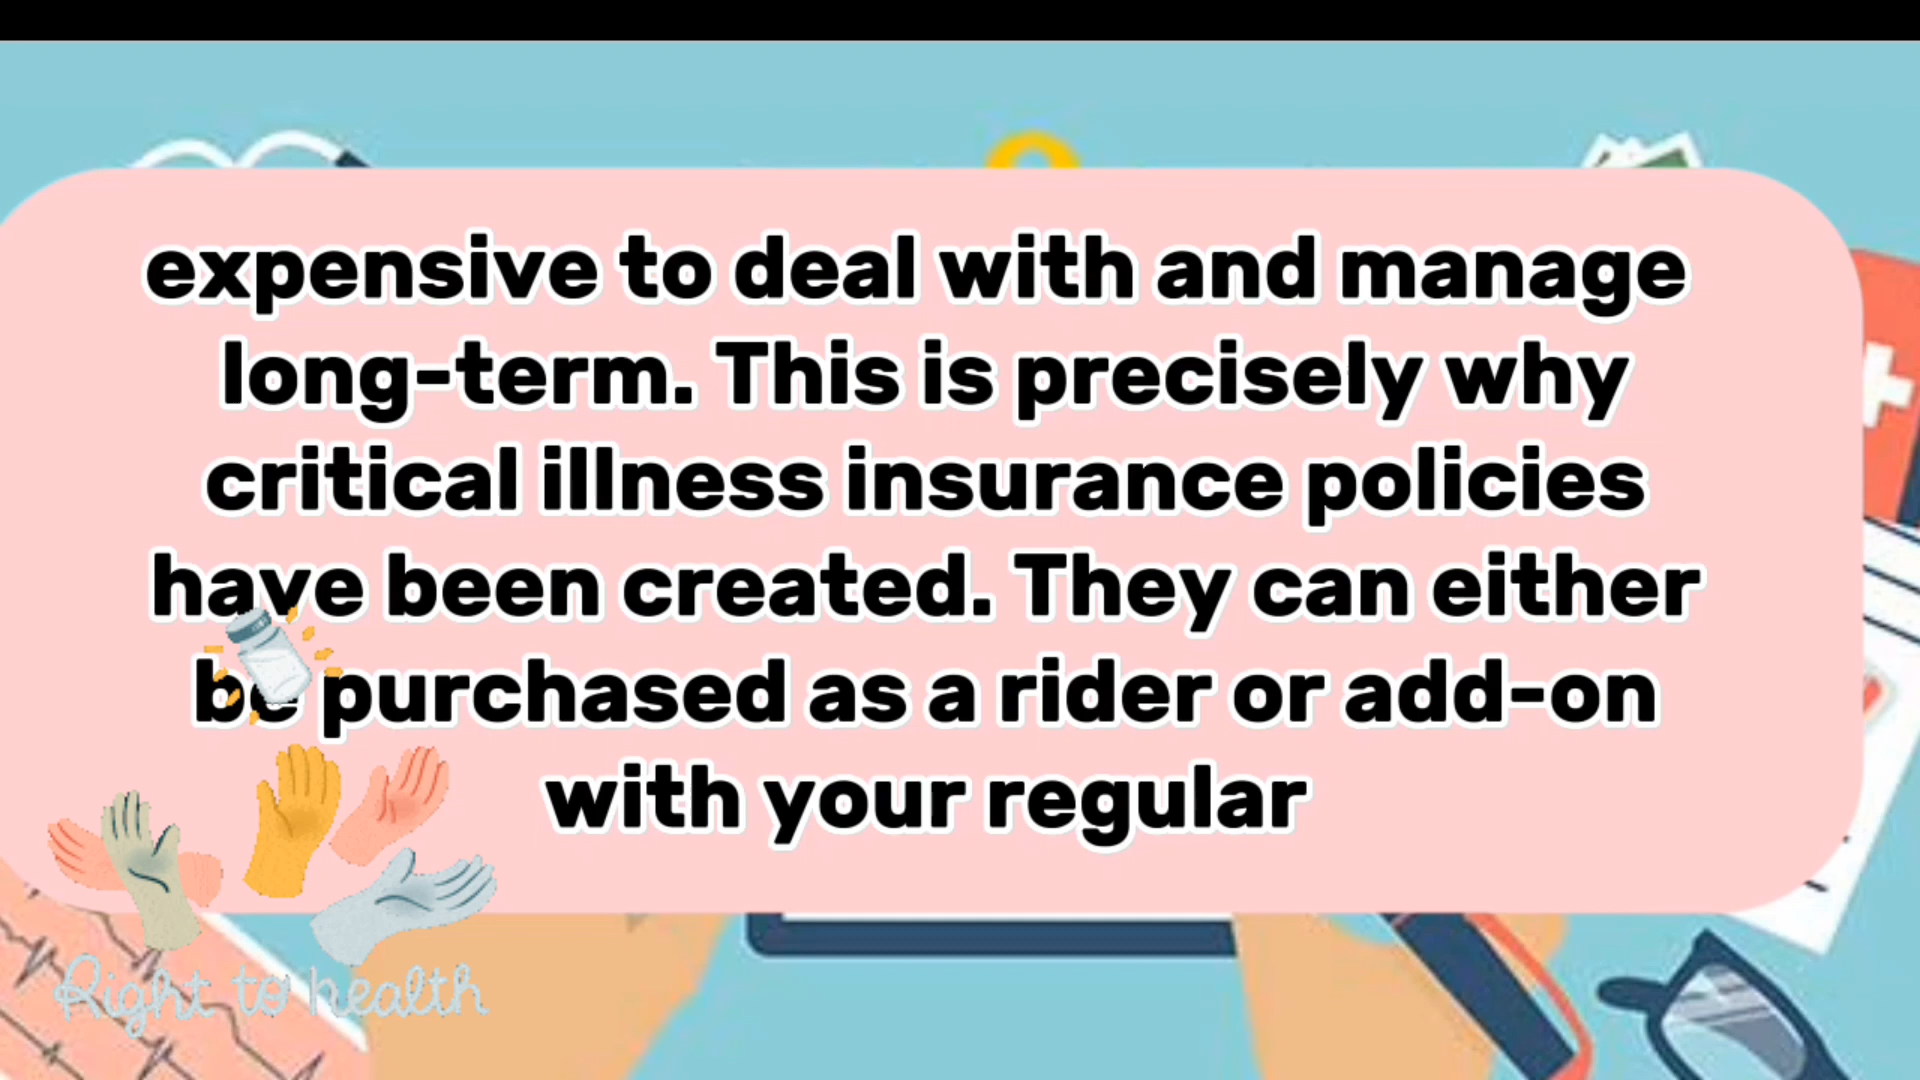 expensive to deal with and manage
long-term. This is precisely why
critical illness insurance policies
have been created. They can either
be purchased as a rider or add-on
with your regular
Right to health